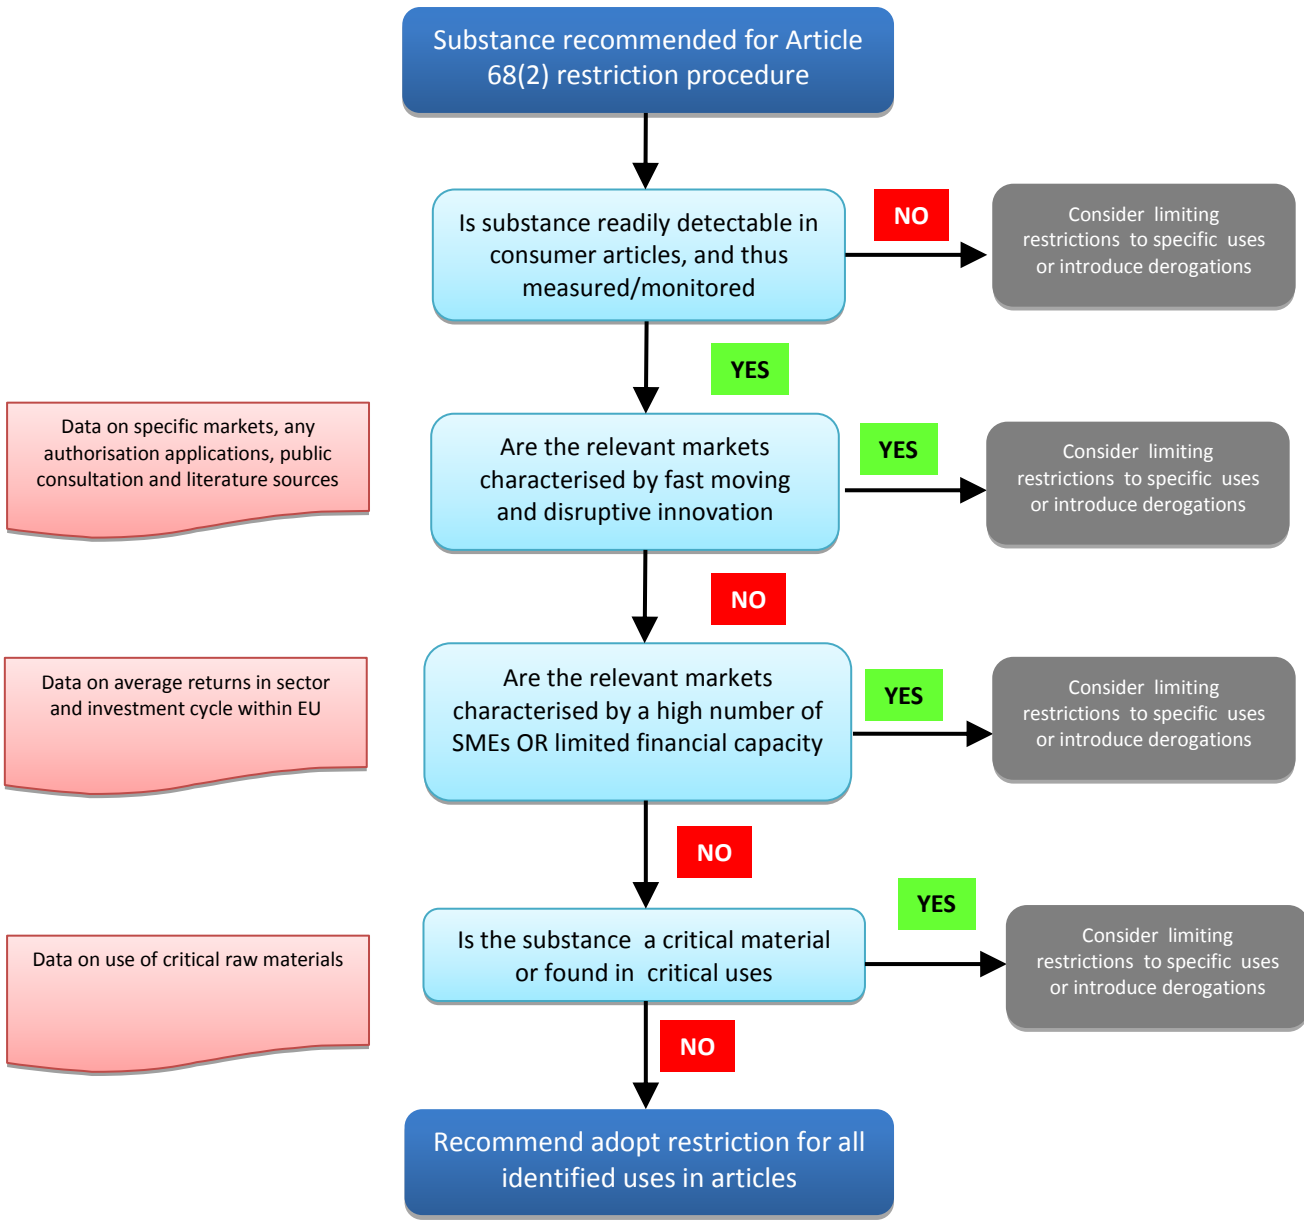 Substance recommended for Article
68(2) restriction procedure
Is substance readily detectable in
consumer articles, and thus
measured/monitored
NO
Consider limiting
restrictions to specific uses
or introduce derogations
YES
Data on specific markets, any
authorisation applications, public
consultation and literature sources
Are the relevant markets
characterised by fast moving
and disruptive innovation
YES
Consider limiting
restrictions to specific uses
or introduce derogations
NO
Data on average returns in sector
and investment cycle within EU
Are the relevant markets
characterised by a high number of
SMEs OR limited financial capacity
YES
Consider limiting
restrictions to specific uses
or introduce derogations
NO
Data on use of critical raw materials
Is the substance a critical material
or found in critical uses
YES
Consider limiting
restrictions to specific uses
or introduce derogations
NO
Recommend adopt restriction for all
identified uses in articles